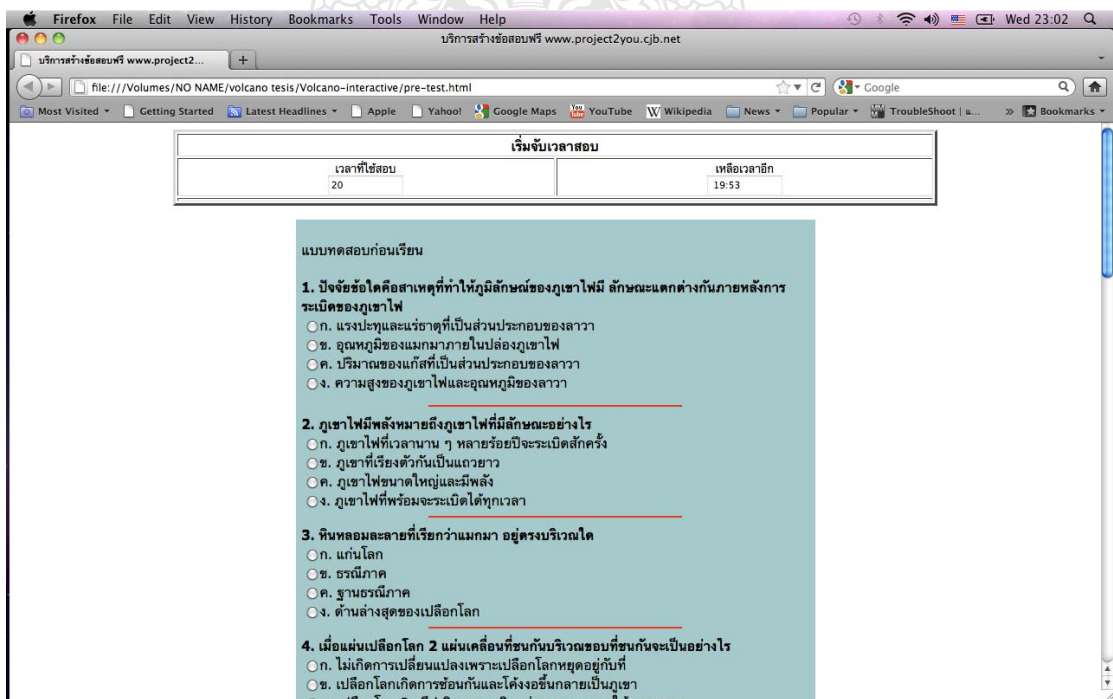 Firefox File Edit View History Bookmarks Tools Window Help Wed 23:02
บริการสร้างข้อสอบฟรี www.project2you.cjb.net
บริการสร้างข้อสอบฟรี www.project2...
file:///Volumes/NO NAME/volcano tesis/Volcano-interactive/pre-test.html Google
Most Visited Getting Started Latest Headlines Apple Yahoo! Google Maps YouTube Wikipedia News Popular TroubleShoot | u... » Bookmarks
เริ่มจับเวลาสอบ
เวลาที่ใช้สอบ เหลือเวลาอีก
20 19:53
แบบทดสอบก่อนเรียน
1. ปัจจัยข้อใดคือสาเหตุที่ทำให้ภูมิลักษณ์ของภูเขาไฟมี ลักษณะแตกต่างกันภายหลังการ
ระเบิดของภูเขาไฟ
ก. แรงปะทุและแร่ธาตุที่เป็นส่วนประกอบของลาวา
ข. อุณหภูมิของแมกมาภายในปล่องภูเขาไฟ
ค. ปริมาณของแก๊สที่เป็นส่วนประกอบของลาวา
ง. ความสูงของภูเขาไฟและอุณหภูมิของลาวา
2. ภูเขาไฟมีพลังหมายถึงภูเขาไฟที่มีลักษณะอย่างไร
ก. ภูเขาไฟที่เวลานาน ๆ หลายร้อยปีจะระเบิดสักครั้ง
ข. ภูเขาที่เรียงตัวกันเป็นแถวยาว
ค. ภูเขาไฟขนาดใหญ่และมีพลัง
ง. ภูเขาไฟที่พร้อมจะระเบิดได้ทุกเวลา
3. หินหลอมละลายที่เรียกว่าแมกมา อยู่ตรงบริเวณใด
ก. แก่นโลก
ข. ธรณีภาค
ค. ฐานธรณีภาค
ง. ด้านล่างสุดของเปลือกโลก
4. เมื่อแผ่นเปลือกโลก 2 แผ่นเคลื่อนที่ชนกันบริเวณขอบที่ชนกันจะเป็นอย่างไร
ก. ไม่เกิดการเปลี่ยนแปลงเพราะเปลือกโลกหยุดอยู่กับที่
ข. เปลือกโลกเกิดการซ้อนกันและโค้งงอขึ้นกลายเป็นภูเขา